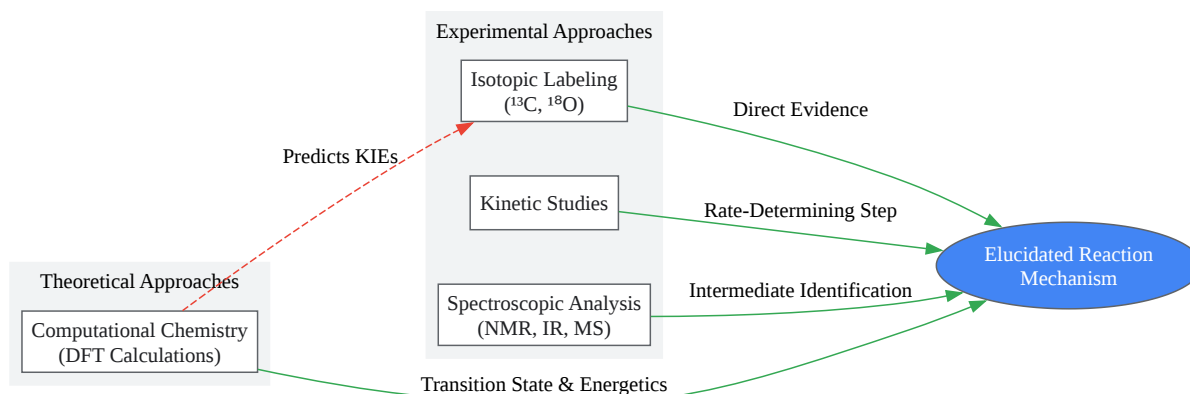 Experimental Approaches
Isotopic Labeling
(¹³C, ¹⁸O)
Direct Evidence
Predicts KIEs
Kinetic Studies
Rate-Determining Step
Elucidated Reaction
Mechanism
Theoretical Approaches
Computational Chemistry
(DFT Calculations)
Spectroscopic Analysis
(NMR, IR, MS)
Intermediate Identification
Transition State & Energetics